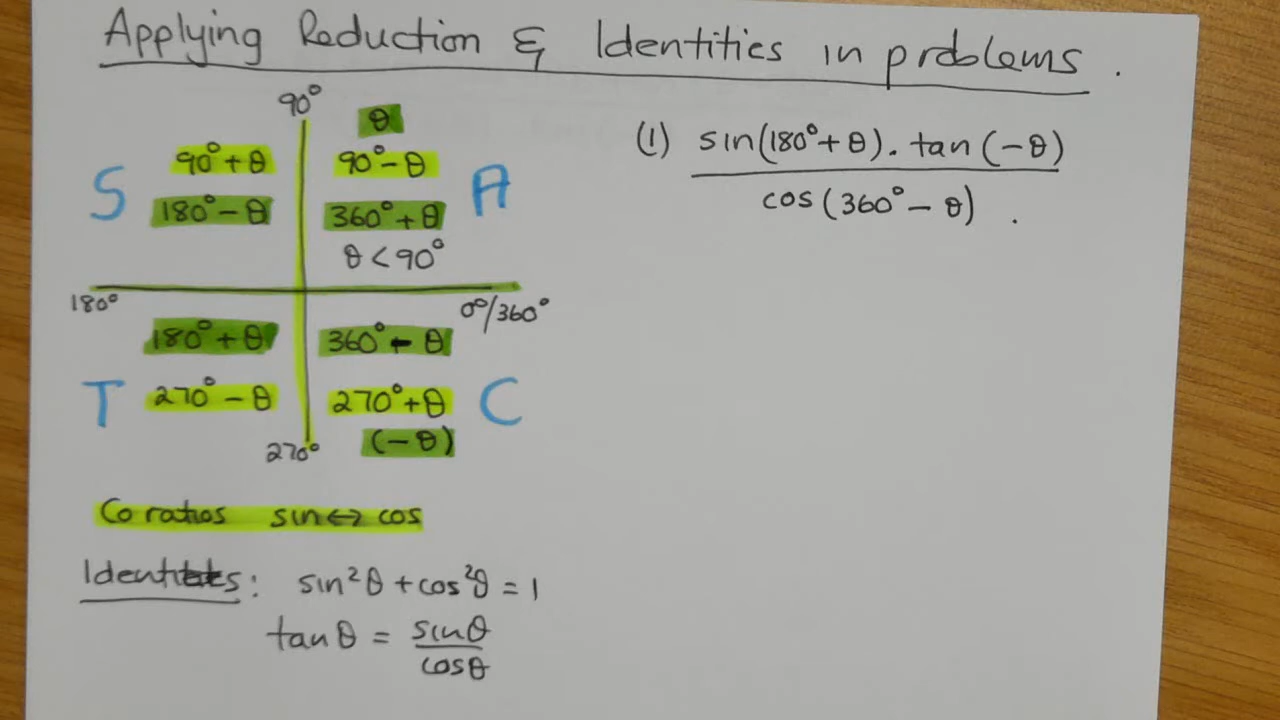 Applying Reduction & Identities in problems.
90°
θ
S 90°+θ 90°−θ A
180°−θ 360°+θ
θ < 90°
180° 0°/360°
180°+θ 360°−θ
T 270°−θ 270°+θ C
(−θ)
270°
Co ratios sin↔cos
Identities: sin²θ + cos²θ = 1
tanθ = sinθ
cosθ
(1) sin(180°+θ). tan(−θ)
cos(360°−θ).